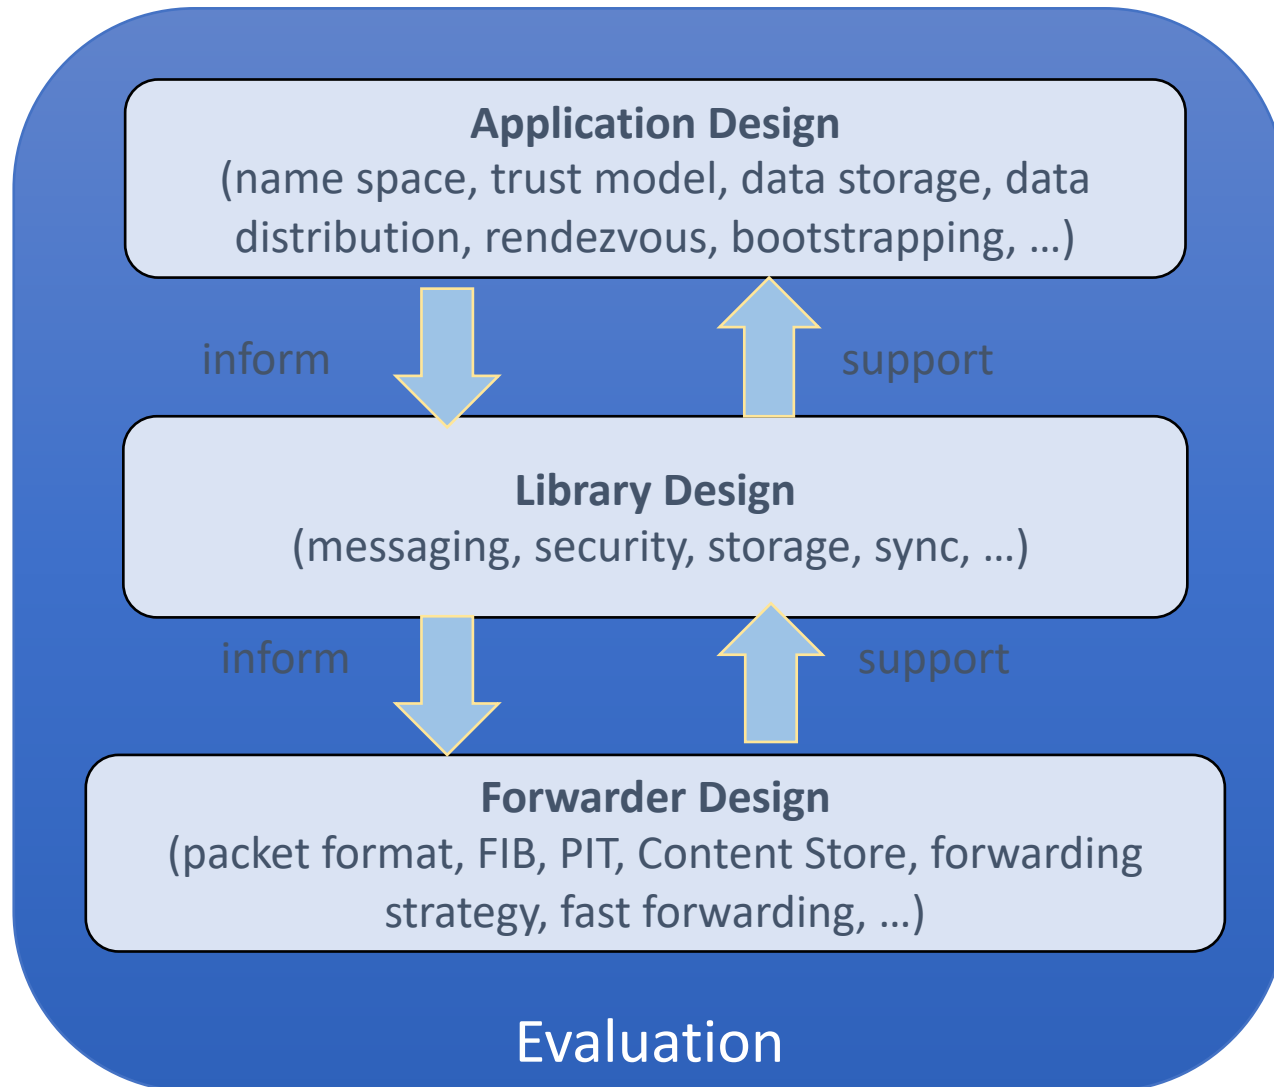 Application Design
(name space, trust model, data storage, data
distribution, rendezvous, bootstrapping, …)
inform
support
Library Design
(messaging, security, storage, sync, …)
inform
support
Forwarder Design
(packet format, FIB, PIT, Content Store, forwarding
strategy, fast forwarding, …)
Evaluation